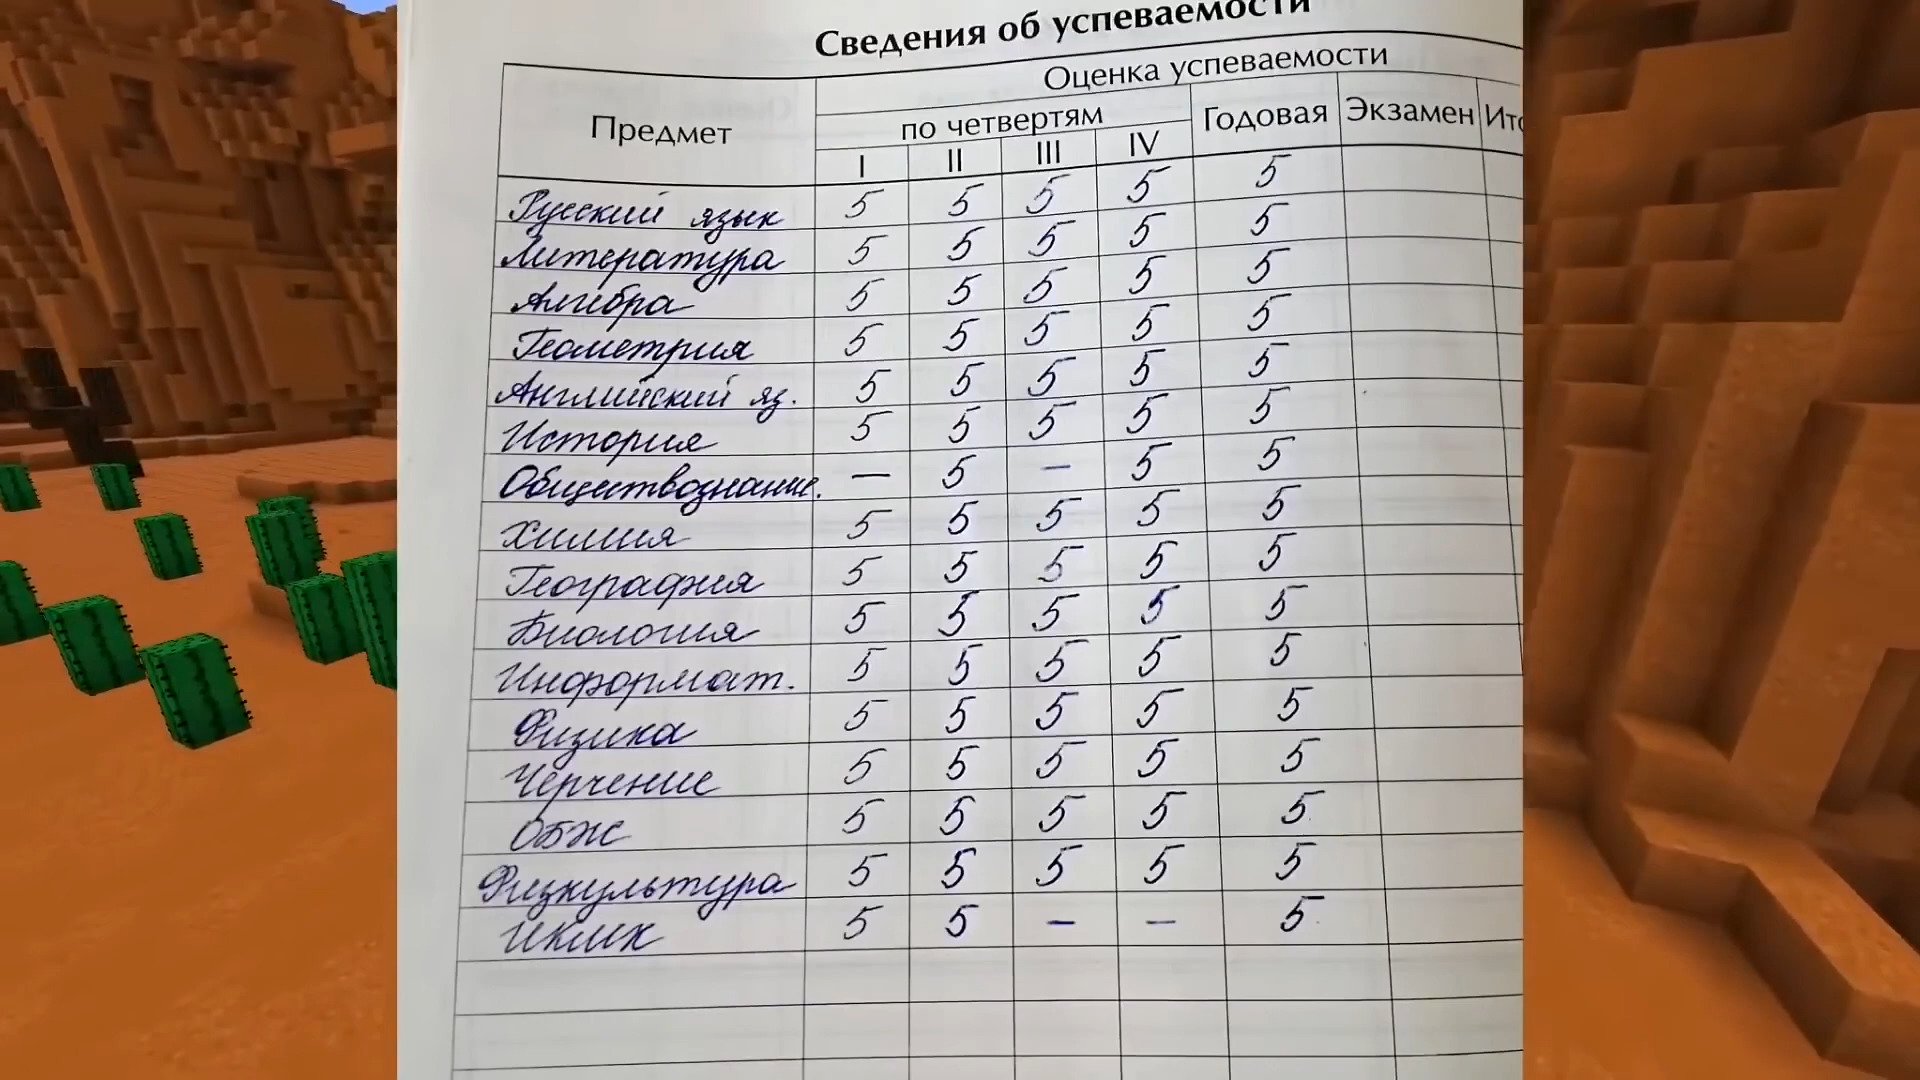 Сведения об успеваемости
Предмет
Оценка успеваемости
по четвертям
Годовая Экзамен
I II III IV
Русский язык 5 5 5 5 5
Литература 5 5 5 5 5
Алгебра 5 5 5 5 5
Геометрия 5 5 5 5 5
Английский яз. 5 5 5 5 5
История 5 5 5 5 5
Обществознание. — 5 – 5 5
Химия 5 5 5 5 5
География 5 5 5 5 5
Биология 5 5 5 5 5
Информат. 5 5 5 5 5
Физика 5 5 5 5 5
Черчение 5 5 5 5 5
ОБЖ 5 5 5 5 5
Физкультура 5 5 5 5 5
ИКМК 5 5 – – 5